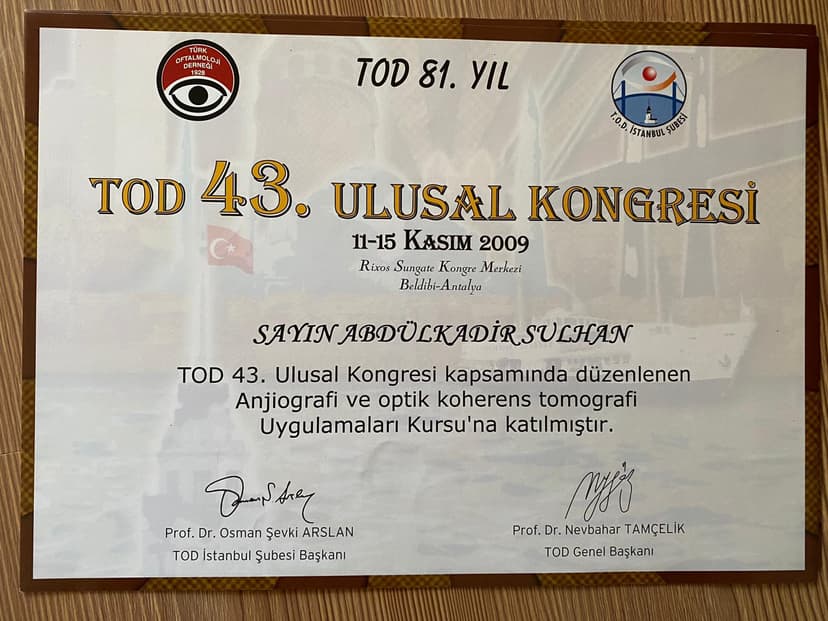 TÜRK
OFTALMOLOJİ
DERNEĞİ
1928
TOD 81. YIL
T.O.D. İSTANBUL ŞUBESİ
TOD 43. ULUSAL KONGRESİ
11-15 KASIM 2009
Rixos Sungate Kongre Merkezi
Beldibi-Antalya
SAYIN ABDÜLKADİR SULHAN
TOD 43. Ulusal Kongresi kapsamında düzenlenen
Anjiografi ve optik koherens tomografi
Uygulamaları Kursu'na katılmıştır.
Prof. Dr. Osman Şevki ARSLAN
TOD İstanbul Şubesi Başkanı
Prof. Dr. Nevbahar TAMÇELİK
TOD Genel Başkanı